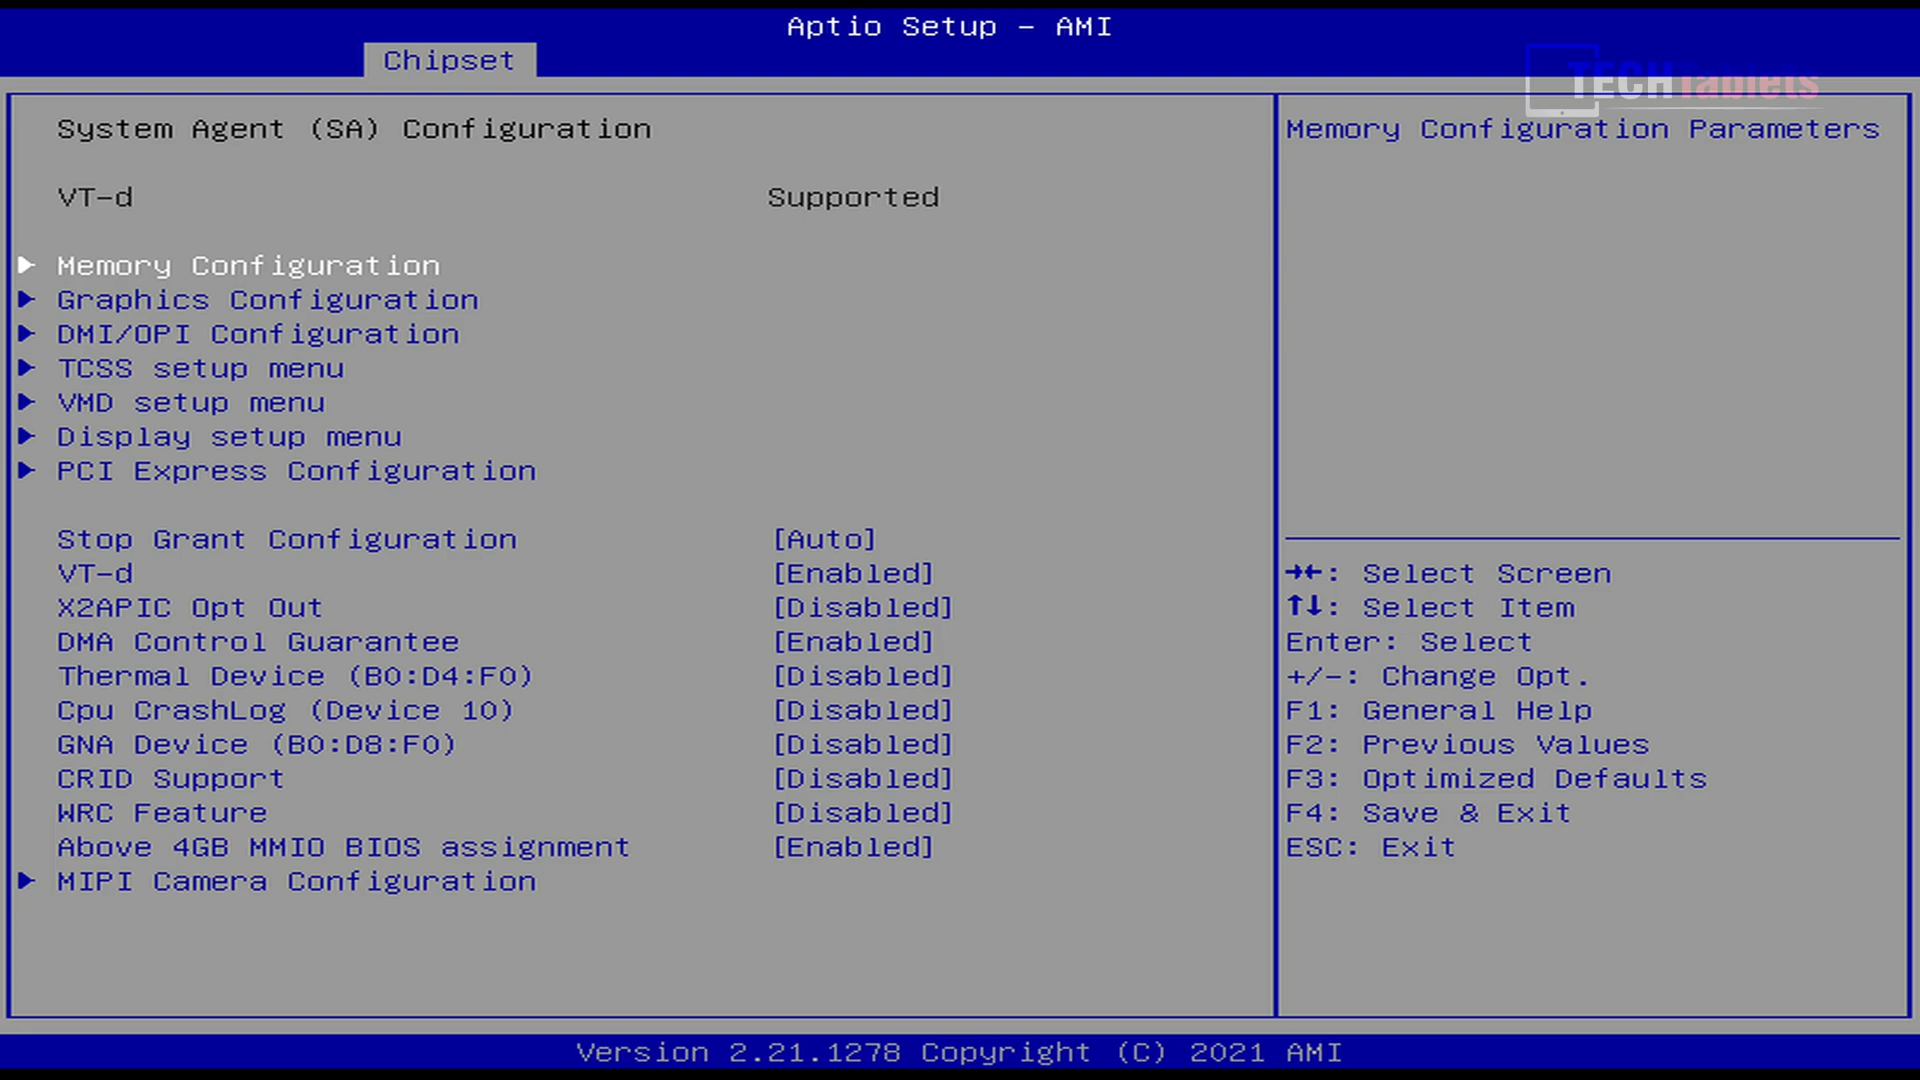 Aptio Setup - AMI
Chipset
TECHTablets
System Agent (SA) Configuration
VT-d Supported
Memory Configuration
Graphics Configuration
DMI/OPI Configuration
TCSS setup menu
VMD setup menu
Display setup menu
PCI Express Configuration
Stop Grant Configuration [Auto]
VT-d [Enabled]
X2APIC Opt Out [Disabled]
DMA Control Guarantee [Enabled]
Thermal Device (B0:D4:F0) [Disabled]
Cpu CrashLog (Device 10) [Disabled]
GNA Device (B0:D8:F0) [Disabled]
CRID Support [Disabled]
WRC Feature [Disabled]
Above 4GB MMIO BIOS assignment [Enabled]
MIPI Camera Configuration
Memory Configuration Parameters
→←: Select Screen
↑↓: Select Item
Enter: Select
+/-: Change Opt.
F1: General Help
F2: Previous Values
F3: Optimized Defaults
F4: Save & Exit
ESC: Exit
Version 2.21.1278 Copyright (C) 2021 AMI